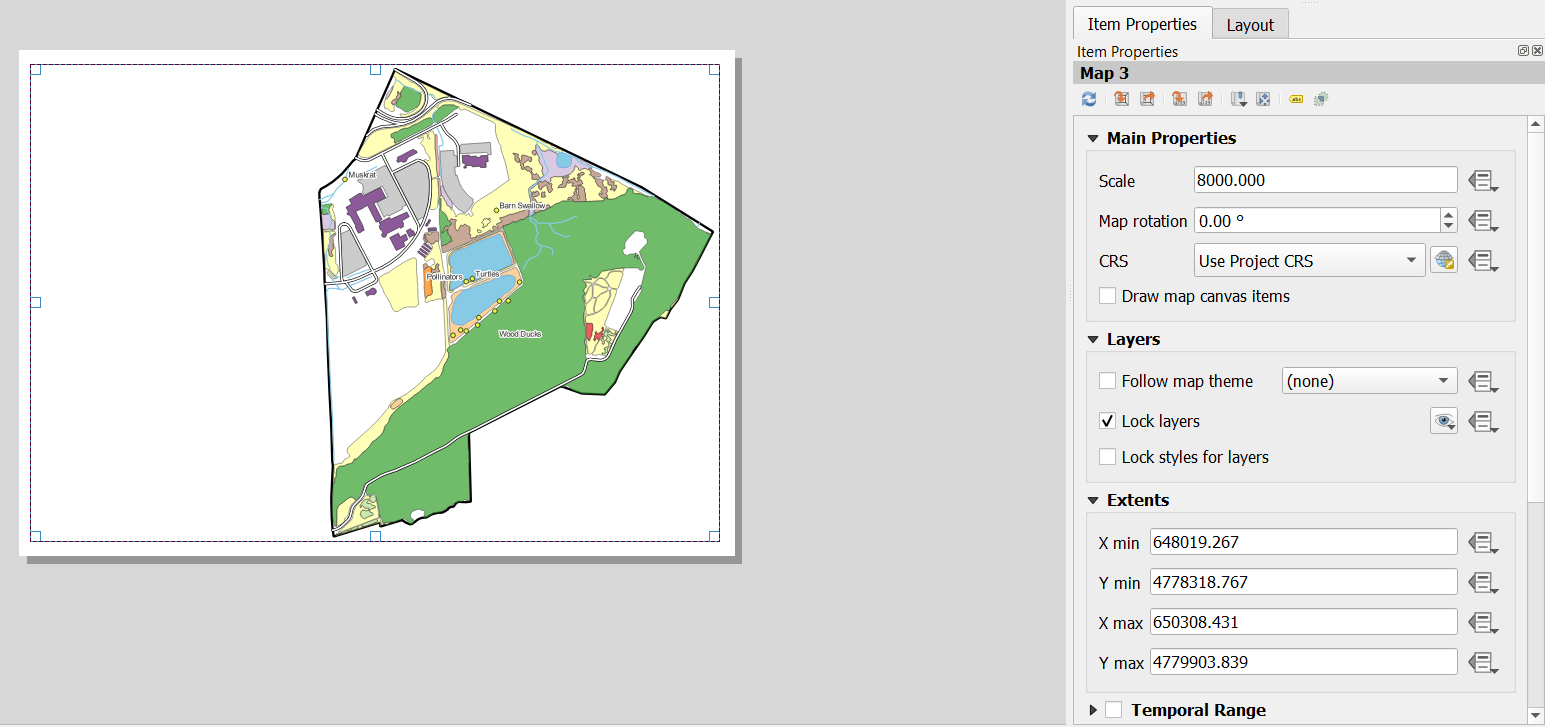 Item Properties
Layout
Item Properties
Map 3
abc
Main Properties
Scale
8000.000
Map rotation
0.00 °
CRS
Use Project CRS
Draw map canvas items
Layers
Follow map theme
(none)
Lock layers
Lock styles for layers
Extents
X min
648019.267
Y min
4778318.767
X max
650308.431
Y max
4779903.839
Temporal Range
Muskrat
Barn Swallow
Pollinators
Turtles
Wood Ducks